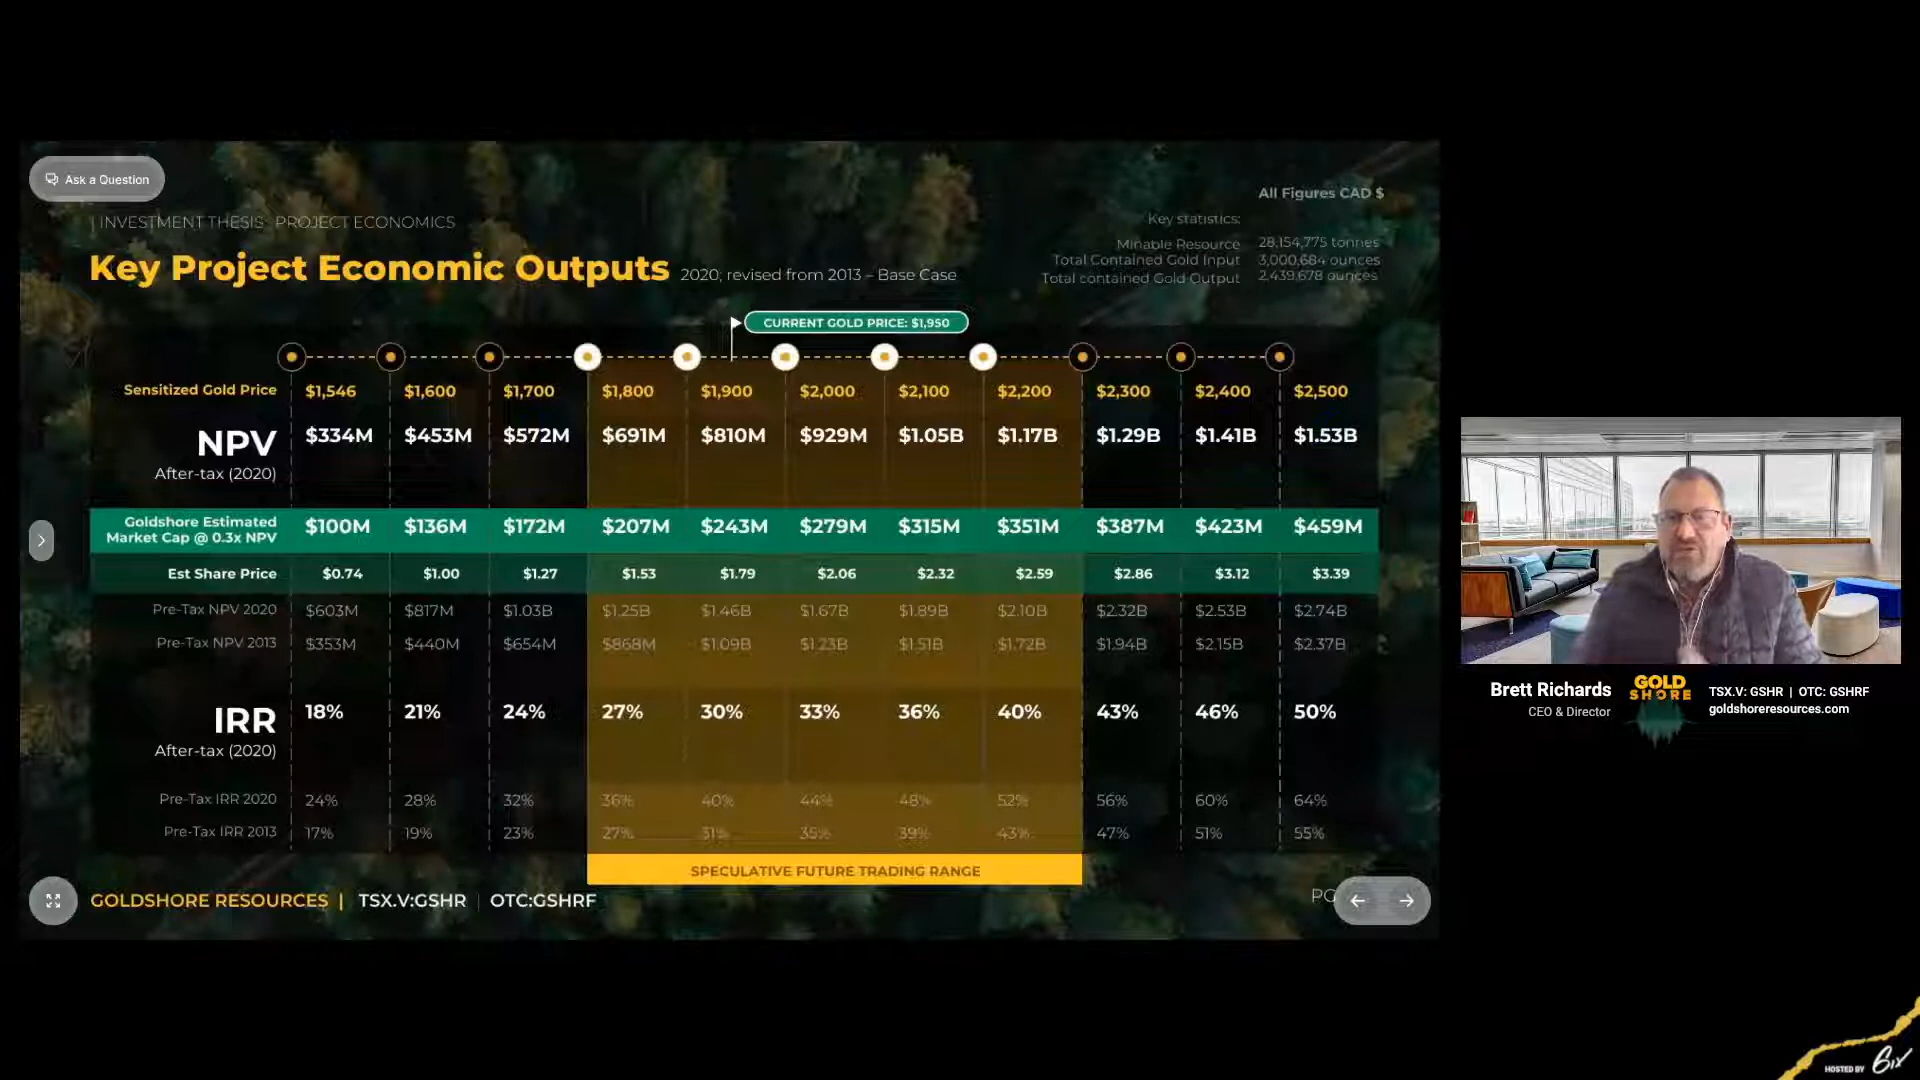 Ask a Question
All Figures CAD $
| INVESTMENT THESIS PROJECT ECONOMICS
Key statistics:
Key Project Economic Outputs 2020; revised from 2013 – Base Case
Minable Resource 28,154,775 tonnes
Total Contained Gold Input 3,000,684 ounces
Total contained Gold Output 2,439,678 ounces
CURRENT GOLD PRICE: $1,950
Sensitized Gold Price $1,546 $1,600 $1,700 $1,800 $1,900 $2,000 $2,100 $2,200 $2,300 $2,400 $2,500
NPV $334M $453M $572M $691M $810M $929M $1.05B $1.17B $1.29B $1.41B $1.53B
After-tax (2020)
Goldshore Estimated
Market Cap @ 0.3x NPV $100M $136M $172M $207M $243M $279M $315M $351M $387M $423M $459M
Est Share Price $0.74 $1.00 $1.27 $1.53 $1.79 $2.06 $2.32 $2.59 $2.86 $3.12 $3.39
Pre-Tax NPV 2020 $603M $817M $1.03B $1.25B $1.46B $1.67B $1.89B $2.10B $2.32B $2.53B $2.74B
Pre-Tax NPV 2013 $353M $440M $654M $868M $1.09B $1.23B $1.51B $1.72B $1.94B $2.15B $2.37B
IRR 18% 21% 24% 27% 30% 33% 36% 40% 43% 46% 50%
After-tax (2020)
Pre-Tax IRR 2020 24% 28% 32% 36% 40% 44% 48% 52% 56% 60% 64%
Pre-Tax IRR 2013 17% 19% 23% 27% 31% 35% 39% 43% 47% 51% 55%
SPECULATIVE FUTURE TRADING RANGE
GOLDSHORE RESOURCES | TSX.V:GSHR | OTC:GSHRF
PG
Brett Richards
CEO & Director
GOLD
SHORE
TSX.V: GSHR | OTC: GSHRF
goldshoreresources.com
HOSTED BY 6ix